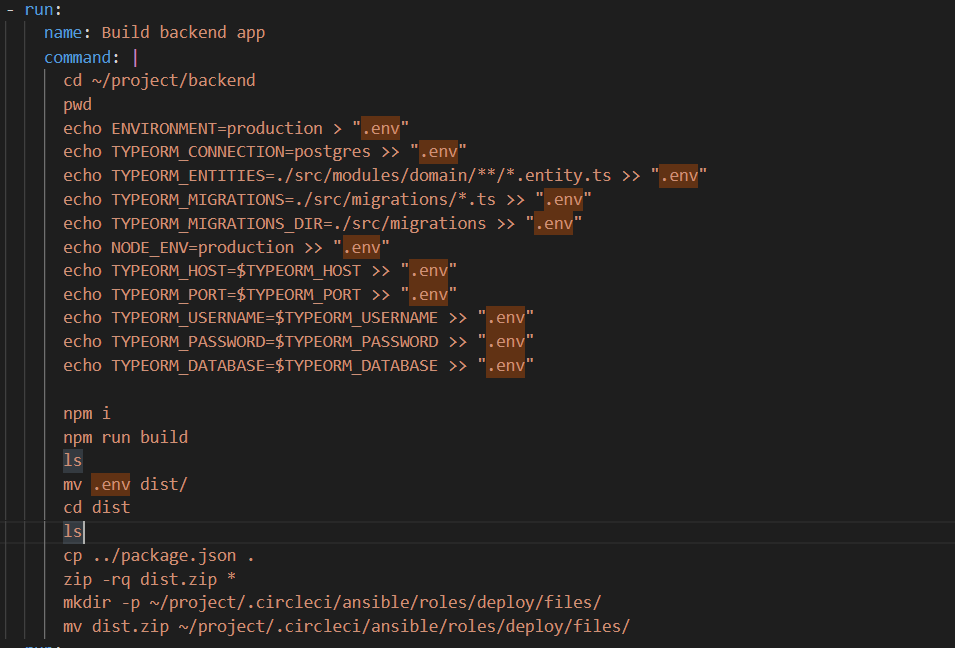 - run:
name: Build backend app
command: |
cd ~/project/backend
pwd
echo ENVIRONMENT=production > ".env"
echo TYPEORM_CONNECTION=postgres >> ".env"
echo TYPEORM_ENTITIES=./src/modules/domain/**/*.entity.ts >> ".env"
echo TYPEORM_MIGRATIONS=./src/migrations/*.ts >> ".env"
echo TYPEORM_MIGRATIONS_DIR=./src/migrations >> ".env"
echo NODE_ENV=production >> ".env"
echo TYPEORM_HOST=$TYPEORM_HOST >> ".env"
echo TYPEORM_PORT=$TYPEORM_PORT >> ".env"
echo TYPEORM_USERNAME=$TYPEORM_USERNAME >> ".env"
echo TYPEORM_PASSWORD=$TYPEORM_PASSWORD >> ".env"
echo TYPEORM_DATABASE=$TYPEORM_DATABASE >> ".env"
npm i
npm run build
ls
mv .env dist/
cd dist
ls
cp ../package.json .
zip -rq dist.zip *
mkdir -p ~/project/.circleci/ansible/roles/deploy/files/
mv dist.zip ~/project/.circleci/ansible/roles/deploy/files/